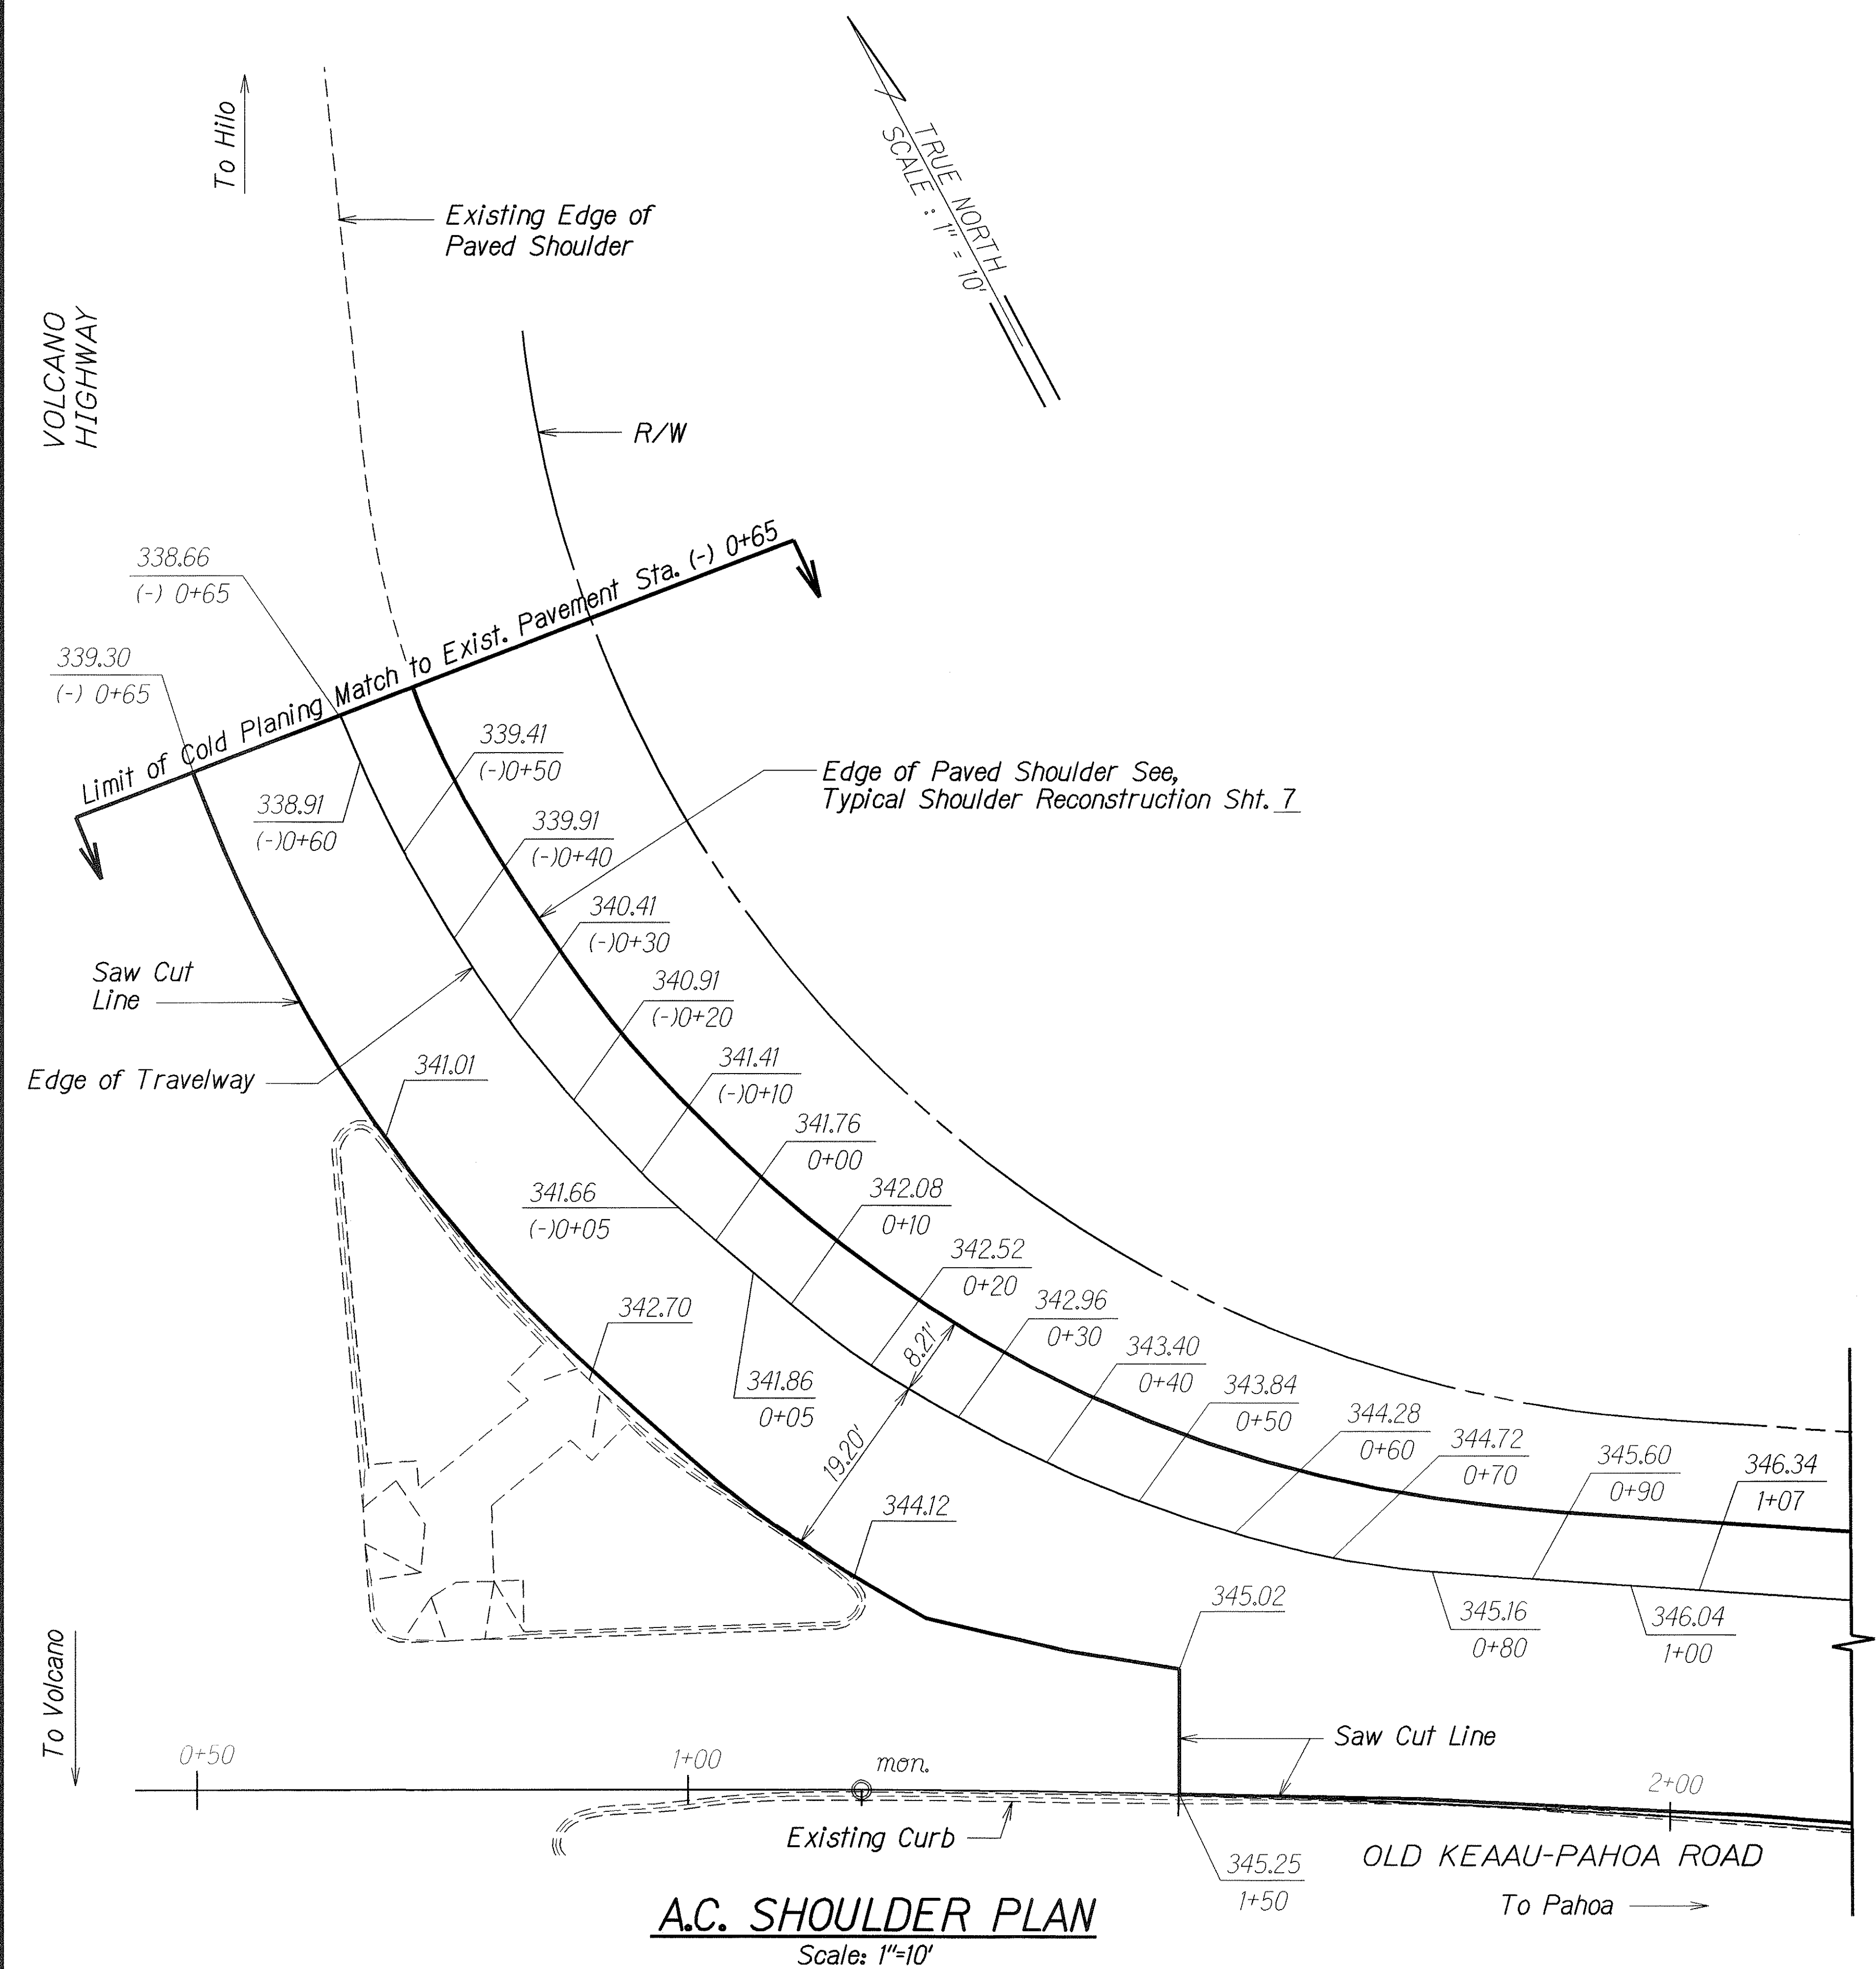 To Hilo
TRUE NORTH
SCALE : 1" = 10'
Existing Edge of
Paved Shoulder
VOLCANO
HIGHWAY
R/W
338.66
(-) 0+65
Limit of Cold Planing Match to Exist. Pavement Sta. (-) 0+65
339.30
(-) 0+65
339.41
(-)0+50
Edge of Paved Shoulder See,
Typical Shoulder Reconstruction Sht. 7
338.91
(-)0+60
339.91
(-)0+40
340.41
(-)0+30
Saw Cut
Line
340.91
(-)0+20
341.41
(-)0+10
Edge of Travelway
341.01
341.76
0+00
341.66
(-)0+05
342.08
0+10
342.52
0+20
342.70
342.96
0+30
8.21'
343.40
0+40
341.86
0+05
343.84
0+50
344.28
0+60
344.72
0+70
345.60
0+90
346.34
1+07
19.20'
344.12
345.02
345.16
0+80
346.04
1+00
To Volcano
0+50
1+00
mon.
Saw Cut Line
2+00
Existing Curb
345.25
1+50
OLD KEAAU-PAHOA ROAD
To Pahoa
A.C. SHOULDER PLAN
Scale: 1"=10'